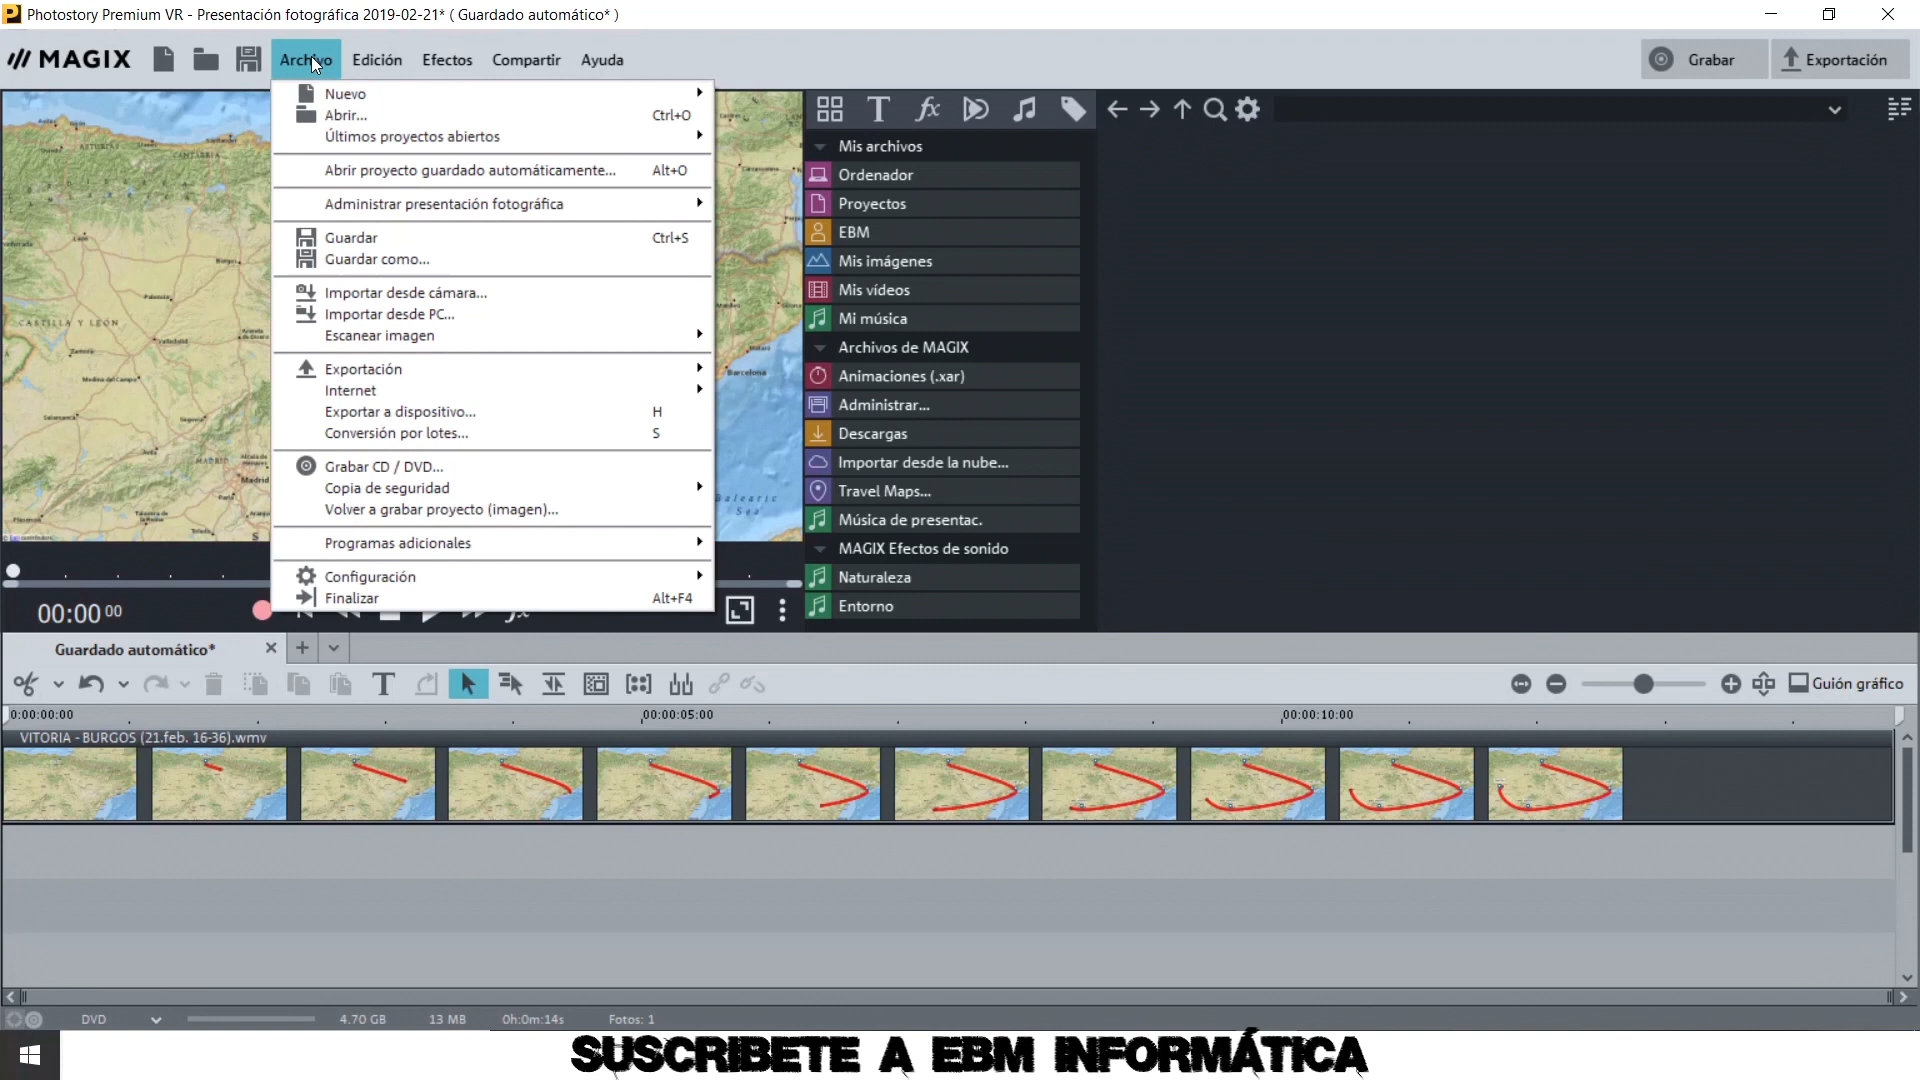 Photostory Premium VR - Presentación fotográfica 2019-02-21* ( Guardado automático* )
MAGIX
Archivo Edición Efectos Compartir Ayuda
Grabar Exportación
Nuevo
Abrir... Ctrl+O
Últimos proyectos abiertos
Abrir proyecto guardado automáticamente... Alt+O
Administrar presentación fotográfica
Guardar Ctrl+S
Guardar como...
Importar desde cámara...
Importar desde PC...
Escanear imagen
Exportación
Internet
Exportar a dispositivo... H
Conversión por lotes... S
Grabar CD / DVD...
Copia de seguridad
Volver a grabar proyecto (imagen)...
Programas adicionales
Configuración
Finalizar Alt+F4
CASTILLA Y LEÓN
MADRID
Madrid
Barcelona
Balearic
Sea
Mis archivos
Ordenador
Proyectos
EBM
Mis imágenes
Mis vídeos
Mi música
Archivos de MAGIX
Animaciones (.xar)
Administrar...
Descargas
Importar desde la nube...
Travel Maps...
Música de presentac.
MAGIX Efectos de sonido
Naturaleza
Entorno
00:00 00
Guardado automático*
Guión gráfico
0:00:00:00 00:00:05:00 00:00:10:00
VITORIA - BURGOS (21.feb. 16-36).wmv
DVD 4.70 GB 13 MB 0h:0m:14s Fotos: 1
SUSCRIBETE A EBM INFORMÁTICA